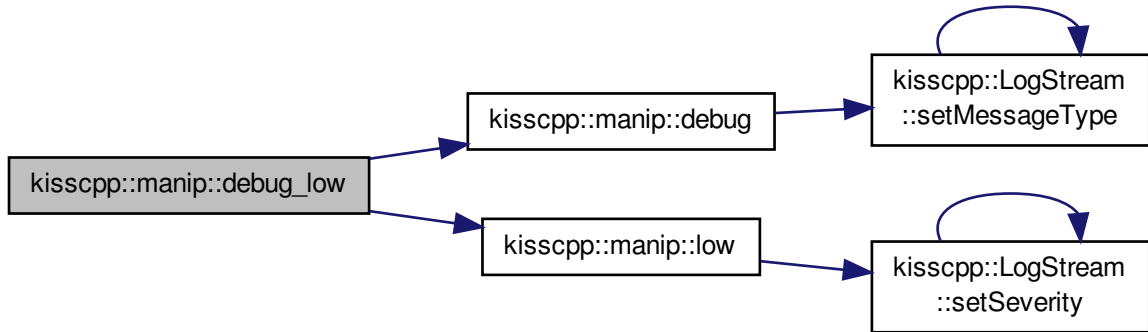 kisscpp::manip::debug_low
kisscpp::manip::debug
kisscpp::LogStream
::setMessageType
kisscpp::manip::low
kisscpp::LogStream
::setSeverity